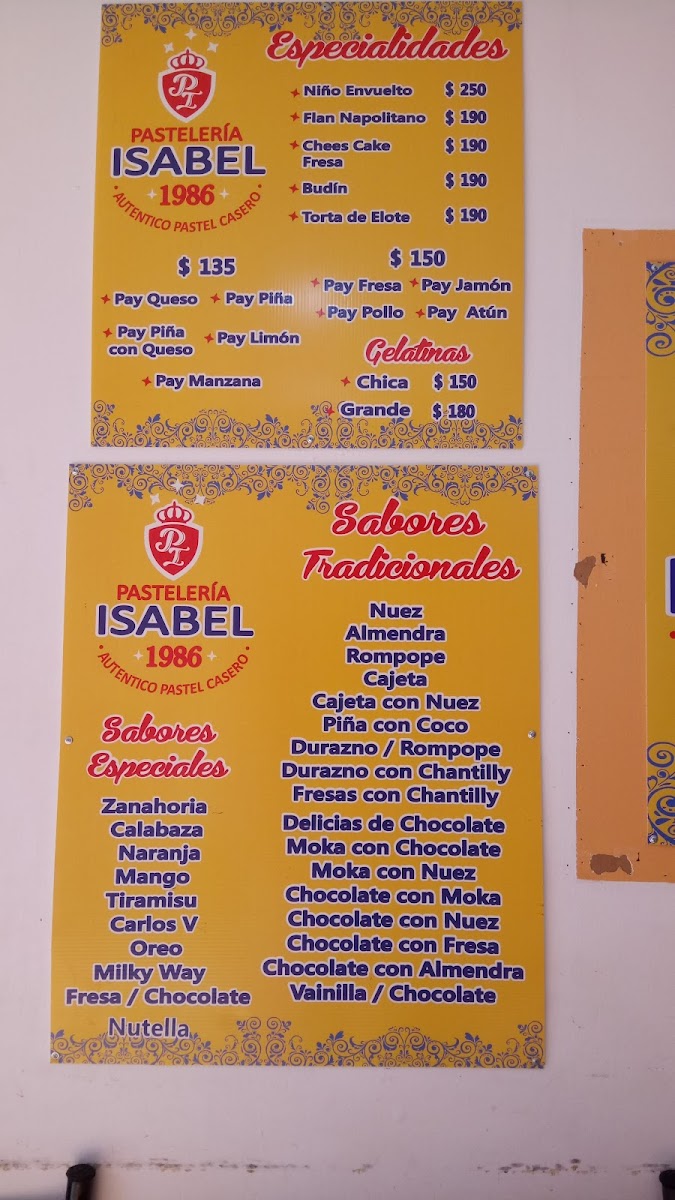 PI
PASTELERÍA
ISABEL
1986
AUTENTICO PASTEL CASERO
Especialidades
Niño Envuelto $ 250
Flan Napolitano $ 190
Chees Cake $ 190
Fresa
Budín $ 190
Torta de Elote $ 190
$ 135
Pay Queso Pay Piña
Pay Piña
con Queso
Pay Limón
Pay Manzana
$ 150
Pay Fresa Pay Jamón
Pay Pollo Pay Atún
Gelatinas
Chica $ 150
Grande $ 180
PI
PASTELERÍA
ISABEL
1986
AUTENTICO PASTEL CASERO
Sabores
Especiales
Zanahoria
Calabaza
Naranja
Mango
Tiramisu
Carlos V
Oreo
Milky Way
Fresa / Chocolate
Nutella
Sabores
Tradicionales
Nuez
Almendra
Rompope
Cajeta
Cajeta con Nuez
Piña con Coco
Durazno / Rompope
Durazno con Chantilly
Fresas con Chantilly
Delicias de Chocolate
Moka con Chocolate
Moka con Nuez
Chocolate con Moka
Chocolate con Nuez
Chocolate con Fresa
Chocolate con Almendra
Vainilla / Chocolate